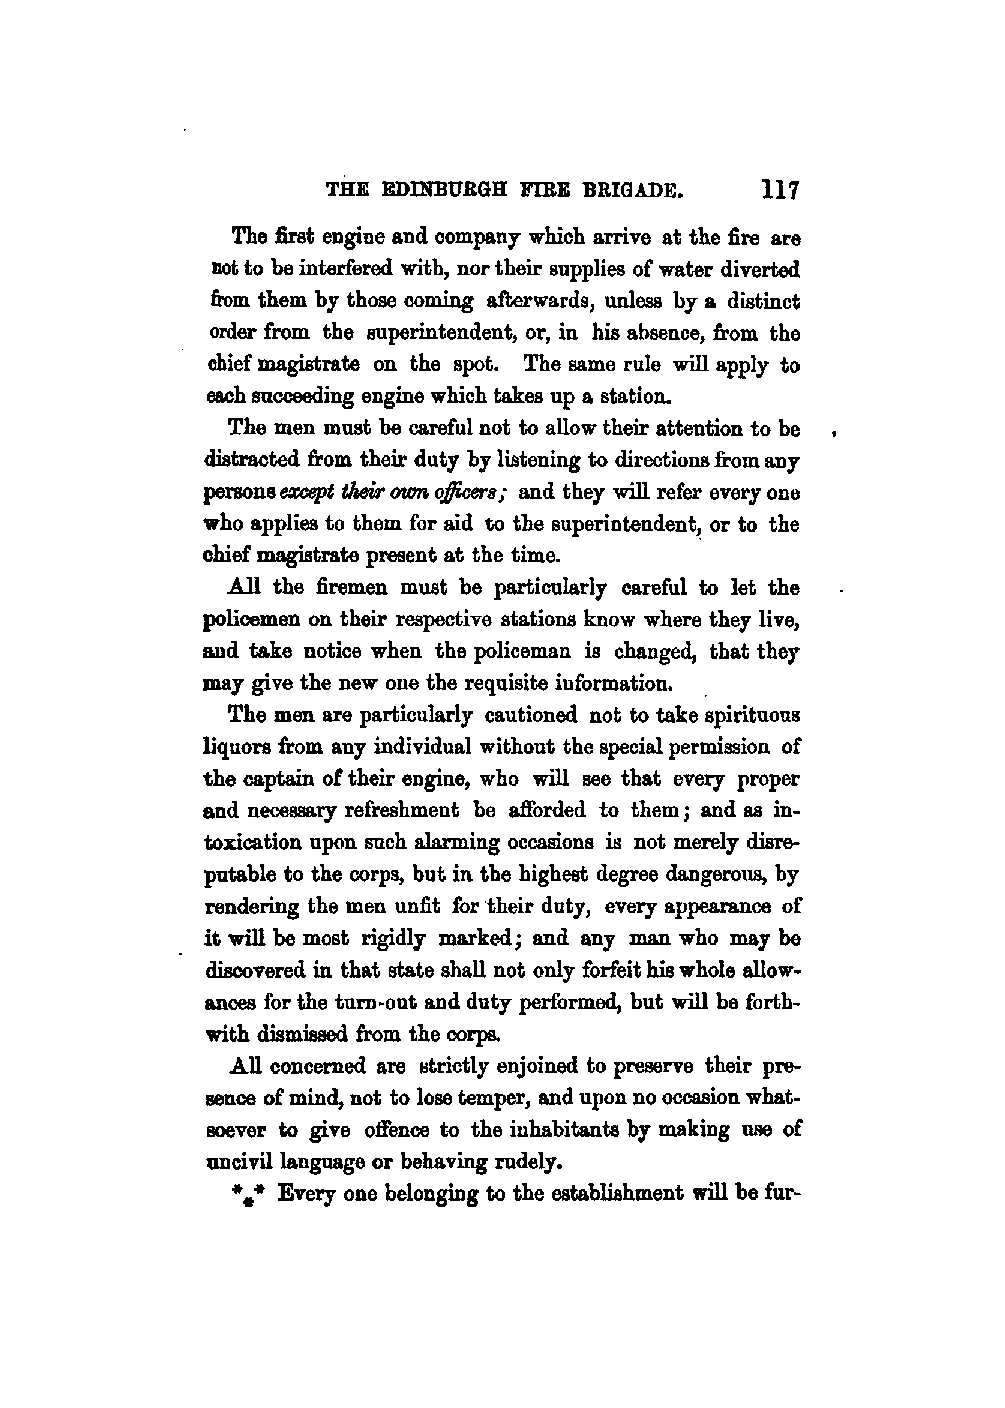 THE EDINBURGH FIRE BRIGADE. 117
The first engine and company which arrive at the fire are
not to be interfered with, nor their supplies of water diverted
from them by those coming afterwards, unless by a distinct
order from the superintendent, or, in his absence, from the
chief magistrate on the spot. The same rule will apply to
each succeeding engine which takes up a station.
The men must be careful not to allow their attention to be
distracted from their duty by listening to directions from any
persons except their own officers; and they will refer every one
who applies to them for aid to the superintendent, or to the
chief magistrate present at the time.
All the firemen must be particularly careful to let the
policemen on their respective stations know where they live,
and take notice when the policeman is changed, that they
may give the new one the requisite information.
The men are particularly cautioned not to take spirituous
liquors from any individual without the special permission of
the captain of their engine, who will see that every proper
and necessary refreshment be afforded to them; and as in-
toxication upon such alarming occasions is not merely disre-
putable to the corps, but in the highest degree dangerous, by
rendering the men unfit for their duty, every appearance of
it will be most rigidly marked; and any man who may be
discovered in that state shall not only forfeit his whole allow-
ances for the turn-out and duty performed, but will be forth-
with dismissed from the corps.
All concerned are strictly enjoined to preserve their pre-
sence of mind, not to lose temper, and upon no occasion what-
soever to give offence to the inhabitants by making use of
uncivil language or behaving rudely.
*** Every one belonging to the establishment will be fur-